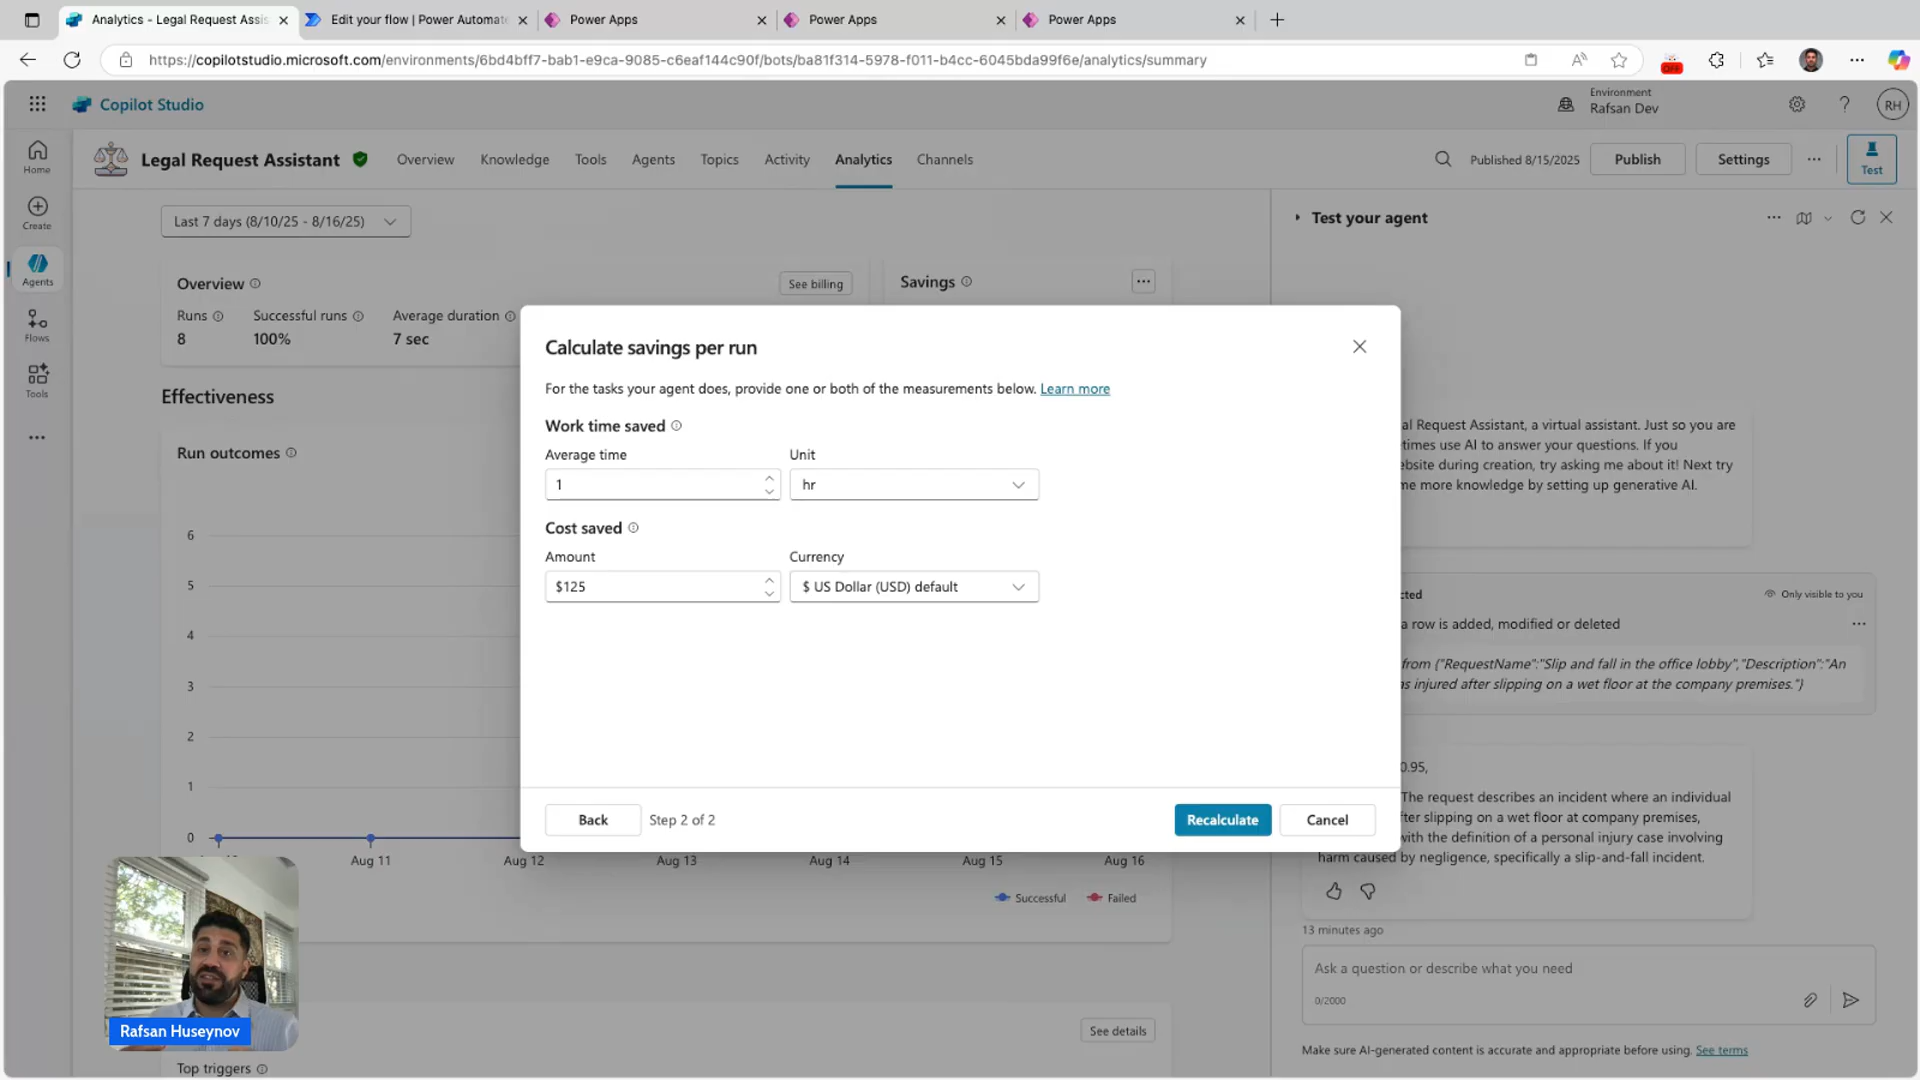 Analytics - Legal Request Assis
Edit your flow | Power Automate
Power Apps
Power Apps
Power Apps
https://copilotstudio.microsoft.com/environments/6bd4bff7-bab1-e9ca-9085-c6eaf144c90f/bots/ba81f314-5978-f011-b4cc-6045bda99f6e/analytics/summary
OFF
Copilot Studio
Environment
Rafsan Dev
RH
Home
Create
Agents
Flows
Tools
Legal Request Assistant
Overview
Knowledge
Tools
Agents
Topics
Activity
Analytics
Channels
Published 8/15/2025
Publish
Settings
Test
Last 7 days (8/10/25 - 8/16/25)
Test your agent
Overview
See billing
Savings
Runs
Successful runs
Average duration
8
100%
7 sec
Effectiveness
Run outcomes
6
5
4
3
2
1
0
Aug 11
Aug 12
Aug 13
Aug 14
Aug 15
Aug 16
Successful
Failed
See details
Top triggers
Calculate savings per run
For the tasks your agent does, provide one or both of the measurements below. Learn more
Work time saved
Average time
Unit
1
hr
Cost saved
Amount
Currency
$125
$ US Dollar (USD) default
Back
Step 2 of 2
Recalculate
Cancel
al Request Assistant, a virtual assistant. Just so you are
times use AI to answer your questions. If you
ebsite during creation, try asking me about it! Next try
me more knowledge by setting up generative AI.
cted
Only visible to you
a row is added, modified or deleted
from {"RequestName":"Slip and fall in the office lobby","Description":"An
as injured after slipping on a wet floor at the company premises."}
0.95,
The request describes an incident where an individual
fter slipping on a wet floor at company premises,
with the definition of a personal injury case involving
harm caused by negligence, specifically a slip-and-fall incident.
13 minutes ago
Ask a question or describe what you need
0/2000
Make sure AI-generated content is accurate and appropriate before using. See terms
Rafsan Huseynov